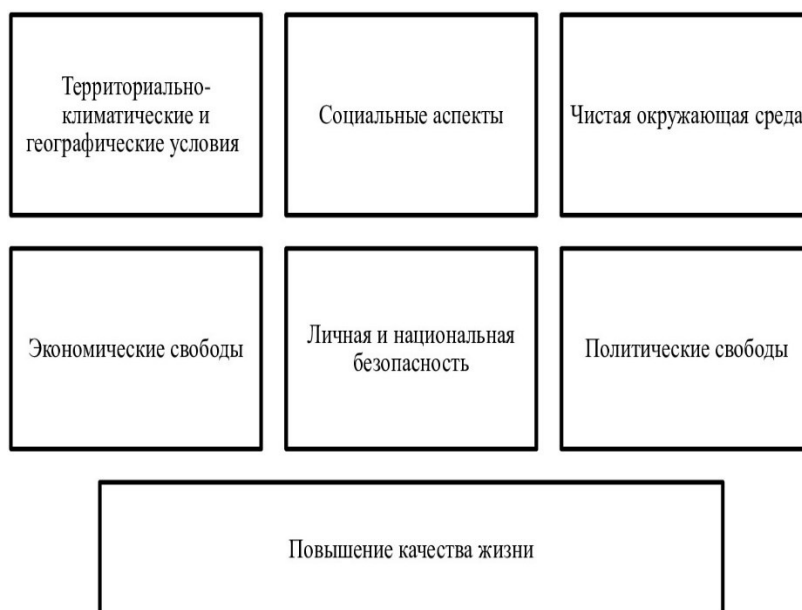 Территориально-
климатические и
географические условия
Социальные аспекты
Чистая окружающая среда
Экономические свободы
Личная и национальная
безопасность
Политические свободы
Повышение качества жизни